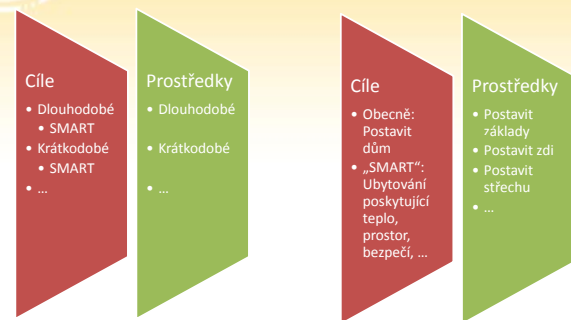 Cíle
• Dlouhodobé
• SMART
• Krátkodobé
• SMART
• ...
Prostředky
• Dlouhodobé
• Krátkodobé
• ...
Cíle
• Obecně:
Postavit
dům
• „SMART“:
Ubytování
poskytující
teplo,
prostor,
bezpečí, ...
Prostředky
• Postavit
základy
• Postavit zdi
• Postavit
střechu
• ...